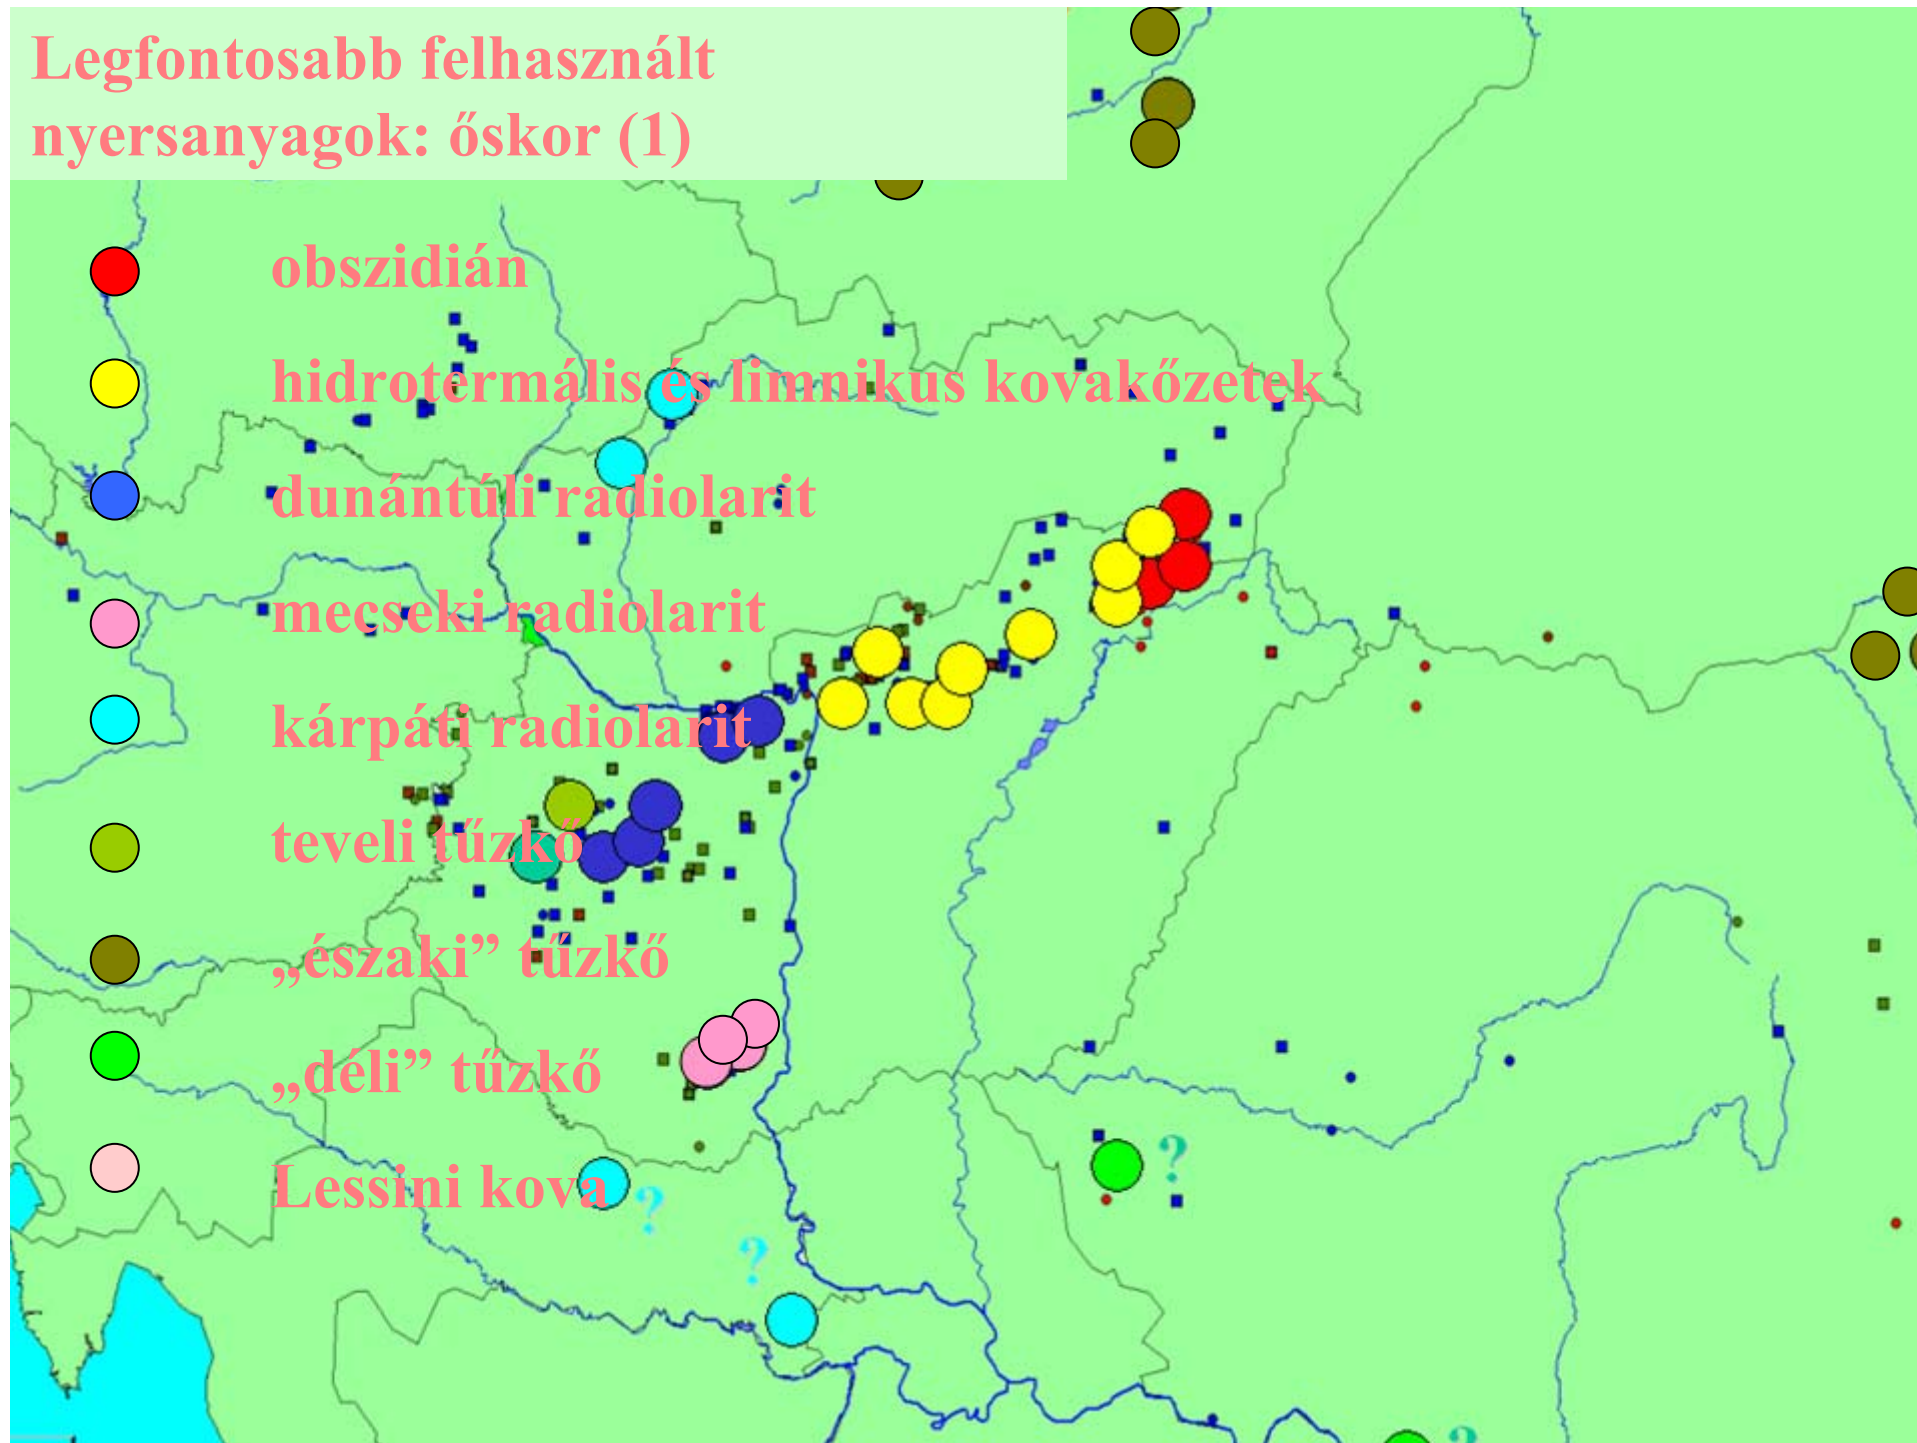 Legfontosabb felhasznált
nyersanyagok: őskor (1)
obszidián
hidrotermális és limnikus kovakőzetek
dunántúli radiolarit
mecseki radiolarit
kárpáti radiolarit
teveli tűzkő
„északi” tűzkő
„déli” tűzkő
?
Lessini kova
?
?
?